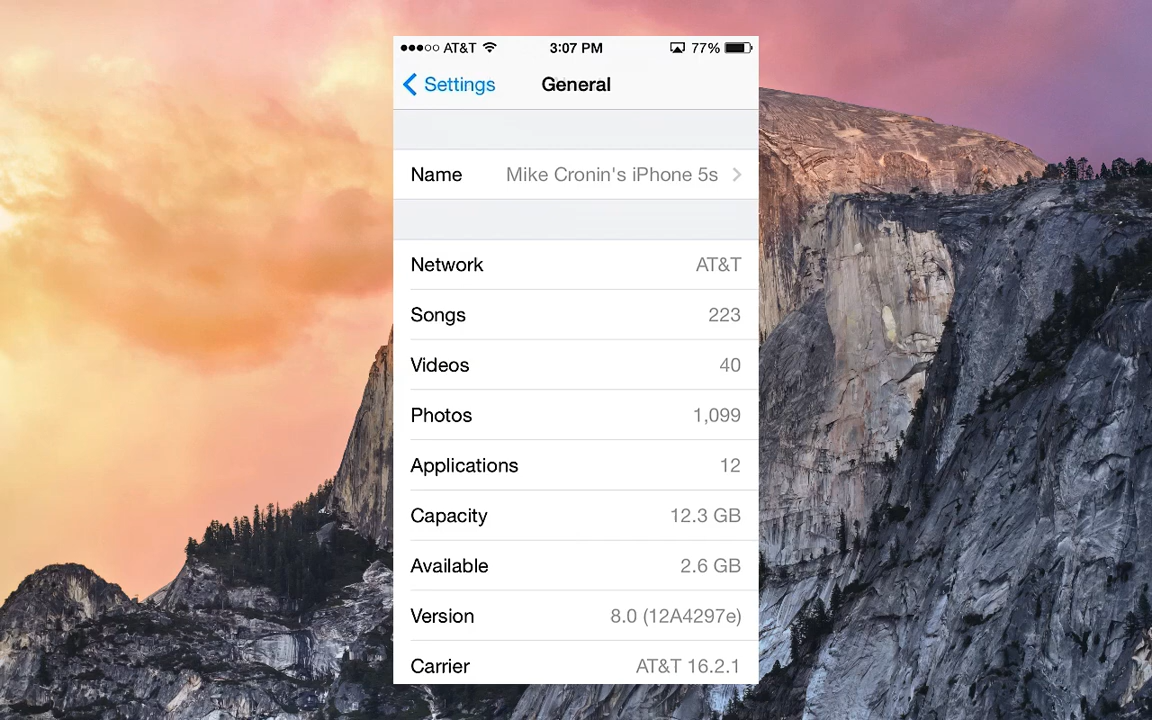 AT&T 3:07 PM 77%
Settings General
Name Mike Cronin's iPhone 5s
Network AT&T
Songs 223
Videos 40
Photos 1,099
Applications 12
Capacity 12.3 GB
Available 2.6 GB
Version 8.0 (12A4297e)
Carrier AT&T 16.2.1